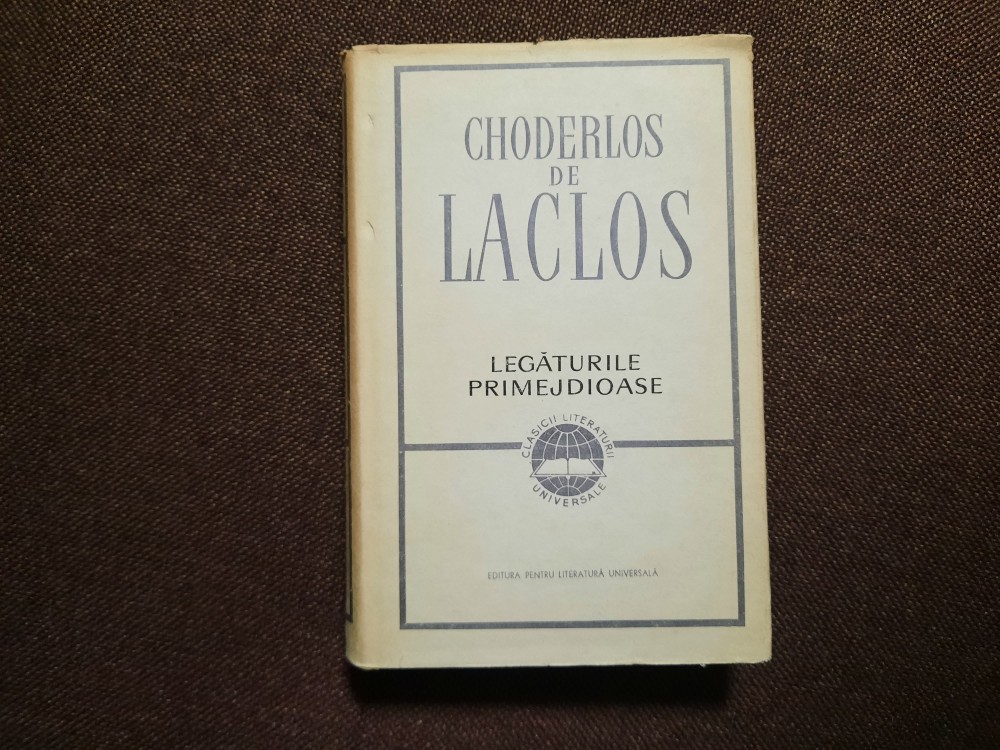 CHODERLOS
DE
LACLOS
LEGĂTURILE
PRIMEJDIOASE
CLASICII LITERATURII
UNIVERSALE
EDITURA PENTRU LITERATURĂ UNIVERSALĂ